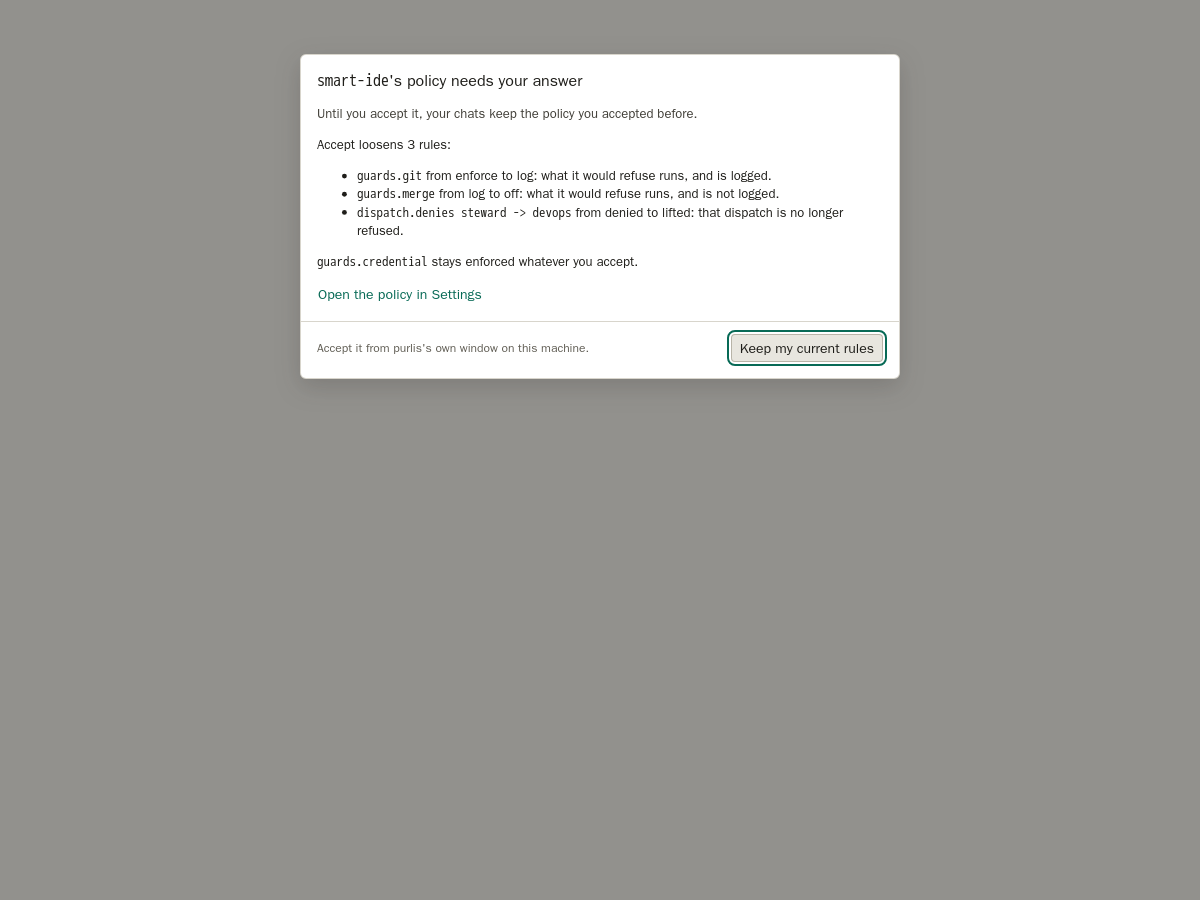 smart-ide's policy needs your answer
Until you accept it, your chats keep the policy you accepted before.
Accept loosens 3 rules:
• guards.git from enforce to log: what it would refuse runs, and is logged.
• guards.merge from log to off: what it would refuse runs, and is not logged.
• dispatch.denies steward -> devops from denied to lifted: that dispatch is no longer
refused.
guards.credential stays enforced whatever you accept.
Open the policy in Settings
Accept it from purlis's own window on this machine.
Keep my current rules